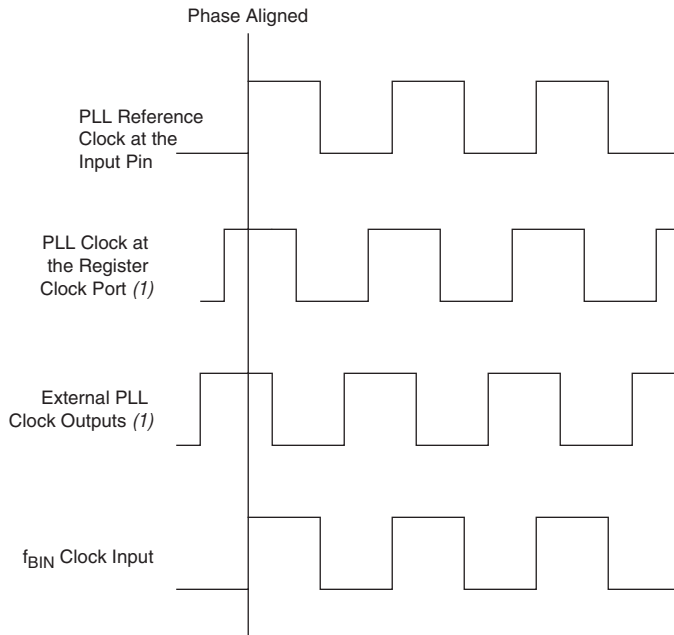 Phase Aligned
PLL Reference
Clock at the
Input Pin
PLL Clock at
the Register
Clock Port (1)
External PLL
Clock Outputs (1)
fBIN Clock Input